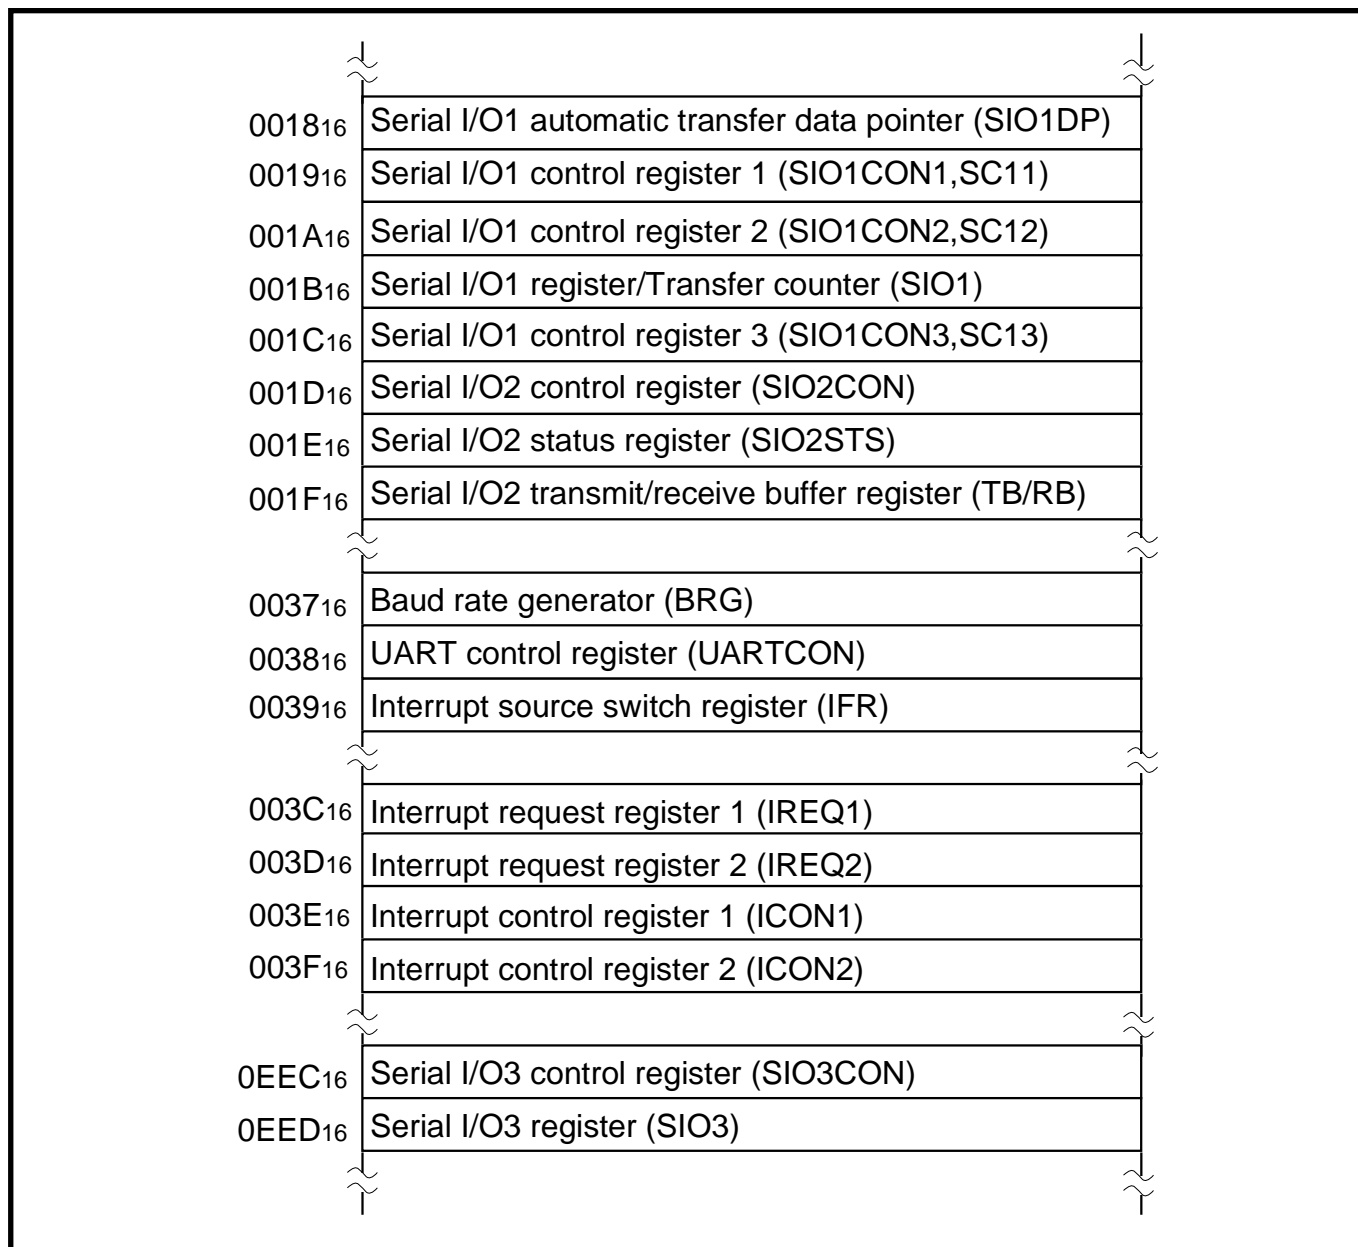 0018₁₆ Serial I/O1 automatic transfer data pointer (SIO1DP)
0019₁₆ Serial I/O1 control register 1 (SIO1CON1,SC11)
001A₁₆ Serial I/O1 control register 2 (SIO1CON2,SC12)
001B₁₆ Serial I/O1 register/Transfer counter (SIO1)
001C₁₆ Serial I/O1 control register 3 (SIO1CON3,SC13)
001D₁₆ Serial I/O2 control register (SIO2CON)
001E₁₆ Serial I/O2 status register (SIO2STS)
001F₁₆ Serial I/O2 transmit/receive buffer register (TB/RB)
0037₁₆ Baud rate generator (BRG)
0038₁₆ UART control register (UARTCON)
0039₁₆ Interrupt source switch register (IFR)
003C₁₆ Interrupt request register 1 (IREQ1)
003D₁₆ Interrupt request register 2 (IREQ2)
003E₁₆ Interrupt control register 1 (ICON1)
003F₁₆ Interrupt control register 2 (ICON2)
0EEC₁₆ Serial I/O3 control register (SIO3CON)
0EED₁₆ Serial I/O3 register (SIO3)